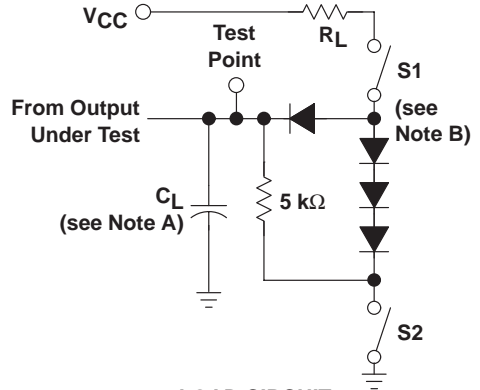 VCC
RL
Test
Point
S1
From Output
Under Test
(see
Note B)
CL
(see Note A)
5 kΩ
S2